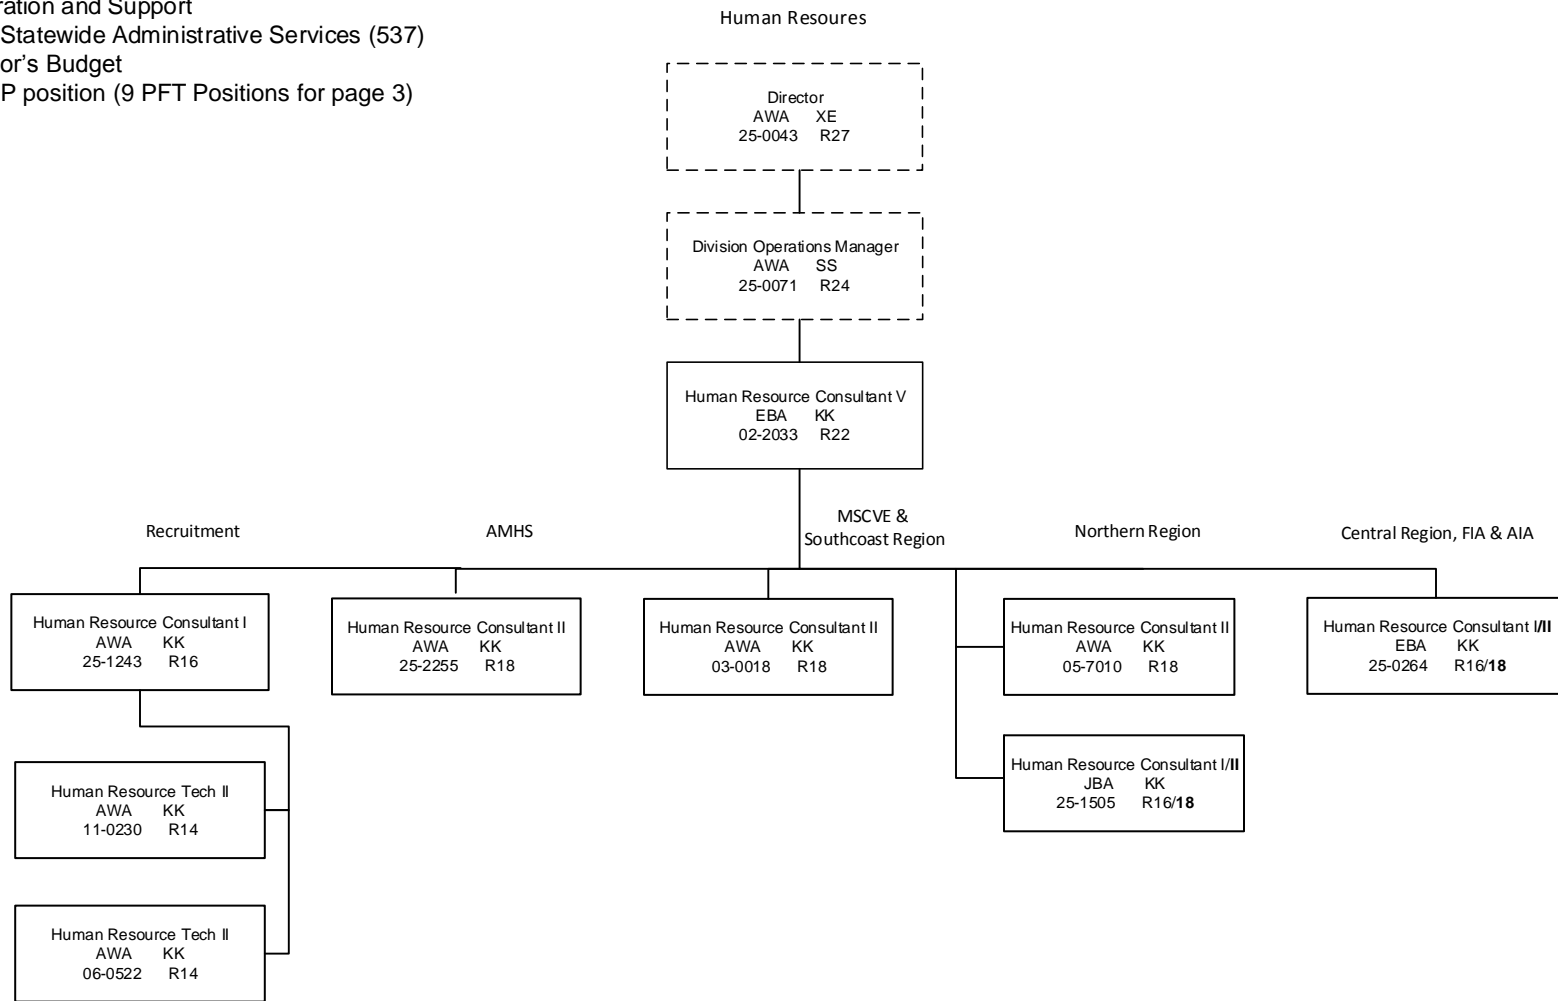 Statewide Administrative Services (537)
Budget
position (9 PFT Positions for page 3)
and Support
Human Resoures
Director
AWA XE
25-0043 R27
Division Operations Manager
AWA SS
25-0071 R24
Human Resource Consultant V
EBA KK
02-2033 R22
Recruitment
AMHS
MSCVE &
Southcoast Region
Northern Region
Central Region, FIA & AIA
Human Resource Consultant I
AWA KK
25-1243 R16
Human Resource Consultant II
AWA KK
25-2255 R18
Human Resource Consultant II
AWA KK
03-0018 R18
Human Resource Consultant II
AWA KK
05-7010 R18
Human Resource Consultant I/II
EBA KK
25-0264 R16/18
Human Resource Tech II
AWA KK
11-0230 R14
Human Resource Consultant I/II
JBA KK
25-1505 R16/18
Human Resource Tech II
AWA KK
06-0522 R14